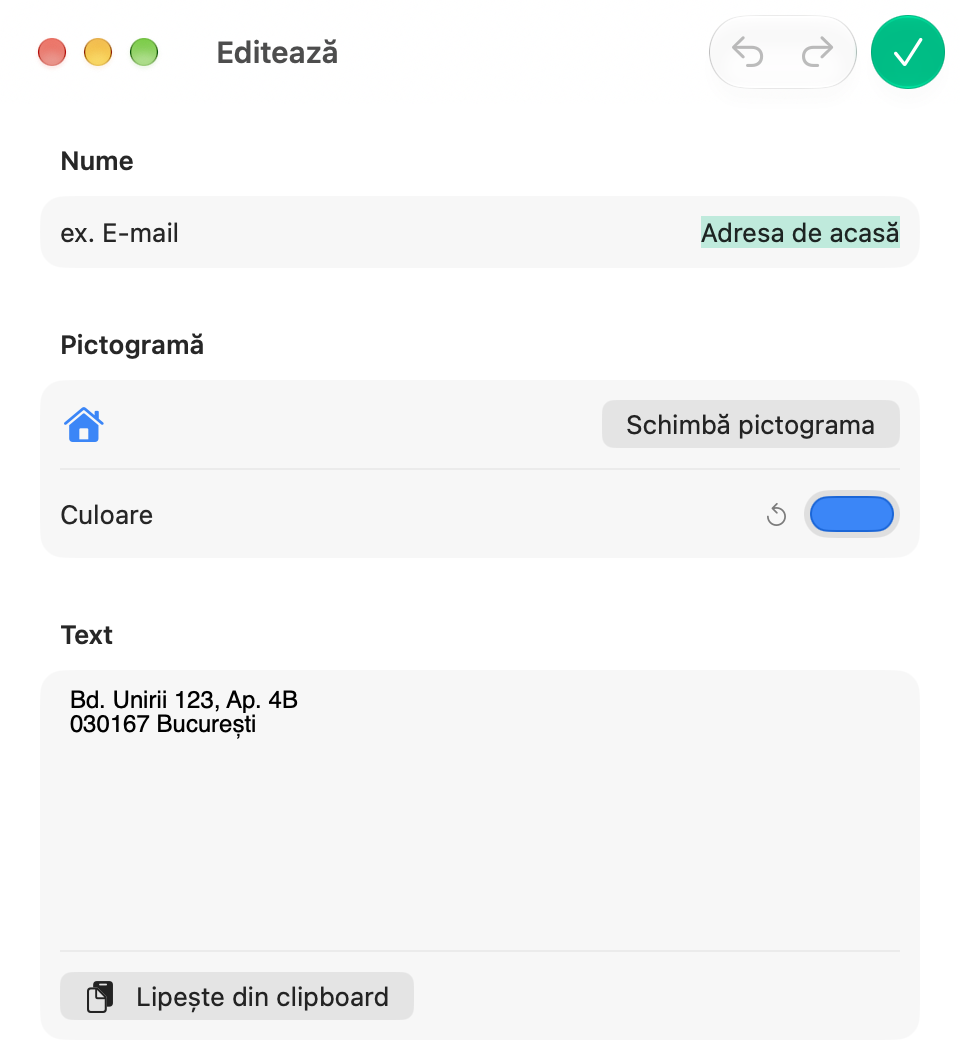 Editează
Nume
ex. E-mail Adresa de acasă
Pictogramă
Schimbă pictograma
Culoare
Text
Bd. Unirii 123, Ap. 4B
030167 București
Lipește din clipboard